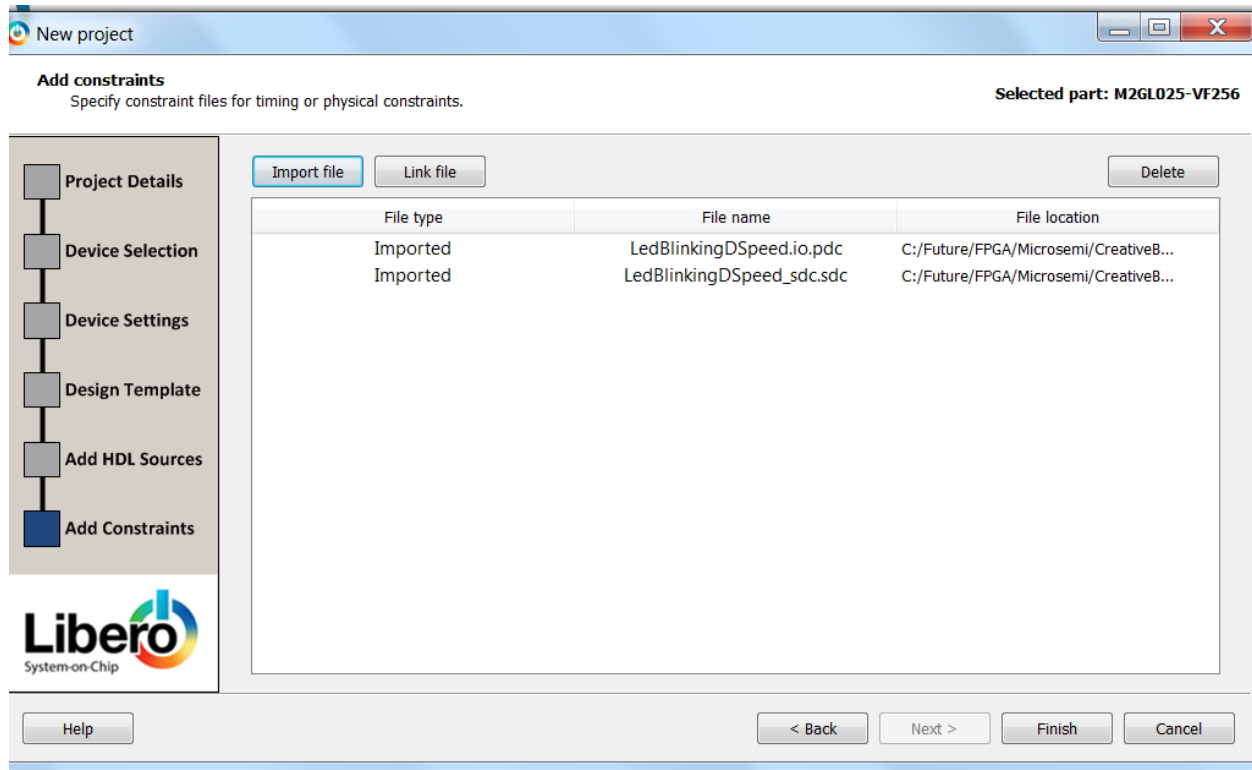 New project
Add constraints
Specify constraint files for timing or physical constraints.
Selected part: M2GL025-VF256
Project Details
Device Selection
Device Settings
Design Template
Add HDL Sources
Add Constraints
Libero
System-on-Chip
Import file Link file Delete
File type File name File location
Imported LedBlinkingDSpeed.io.pdc C:/Future/FPGA/Microsemi/CreativeB...
Imported LedBlinkingDSpeed_sdc.sdc C:/Future/FPGA/Microsemi/CreativeB...
Help < Back Next > Finish Cancel